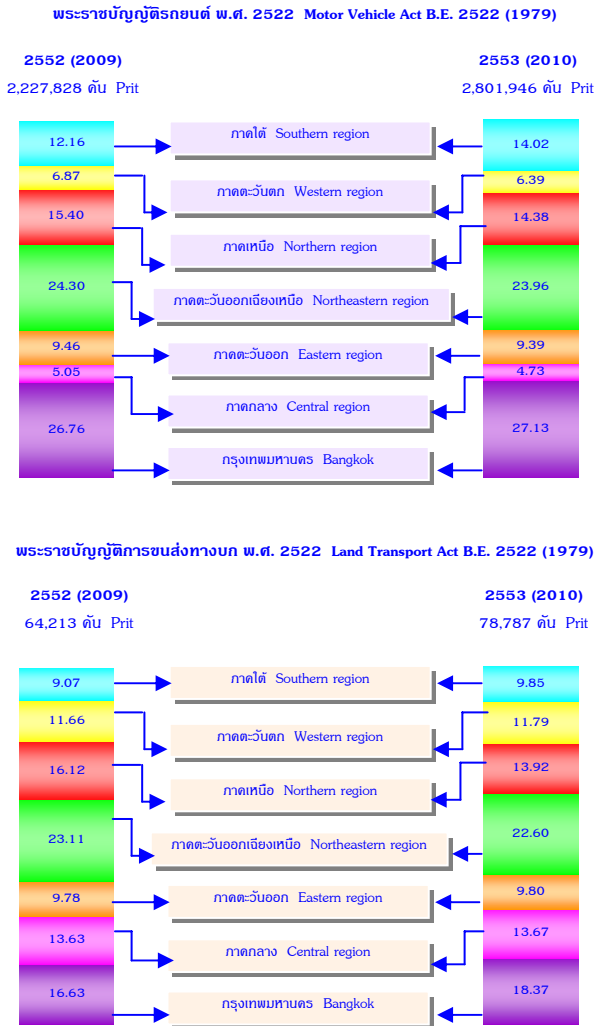 พระราชบัญญัติรถยนต์ พ.ศ. 2522 Motor Vehicle Act B.E. 2522 (1979)
2552 (2009) 2553 (2010)
2,227,828 คัน Prit 2,801,946 คัน Prit
12.16 ภาคใต้ Southern region 14.02
6.87 ภาคตะวันตก Western region 6.39
15.40 ภาคเหนือ Northern region 14.38
24.30 ภาคตะวันออกเฉียงเหนือ Northeastern region 23.96
9.46 ภาคตะวันออก Eastern region 9.39
5.05 ภาคกลาง Central region 4.73
26.76 กรุงเทพมหานคร Bangkok 27.13
พระราชบัญญัติการขนส่งทางบก พ.ศ. 2522 Land Transport Act B.E. 2522 (1979)
2552 (2009) 2553 (2010)
64,213 คัน Prit 78,787 คัน Prit
9.07 ภาคใต้ Southern region 9.85
11.66 ภาคตะวันตก Western region 11.79
16.12 ภาคเหนือ Northern region 13.92
23.11 ภาคตะวันออกเฉียงเหนือ Northeastern region 22.60
9.78 ภาคตะวันออก Eastern region 9.80
13.63 ภาคกลาง Central region 13.67
16.63 กรุงเทพมหานคร Bangkok 18.37